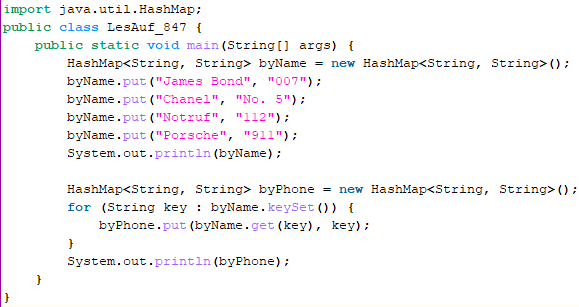 import java.util.HashMap;
public class LesAuf_847 {
    public static void main(String[] args) {
        HashMap<String, String> byName = new HashMap<String, String>();
        byName.put("James Bond", "007");
        byName.put("Chanel", "No. 5");
        byName.put("Notruf", "112");
        byName.put("Porsche", "911");
        System.out.println(byName);

        HashMap<String, String> byPhone = new HashMap<String, String>();
        for (String key : byName.keySet()) {
            byPhone.put(byName.get(key), key);
        }
        System.out.println(byPhone);
    }
}